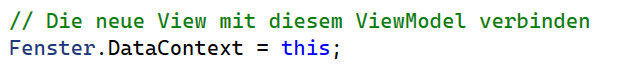 // Die neue View mit diesem ViewModel verbinden
Fenster.DataContext = this;